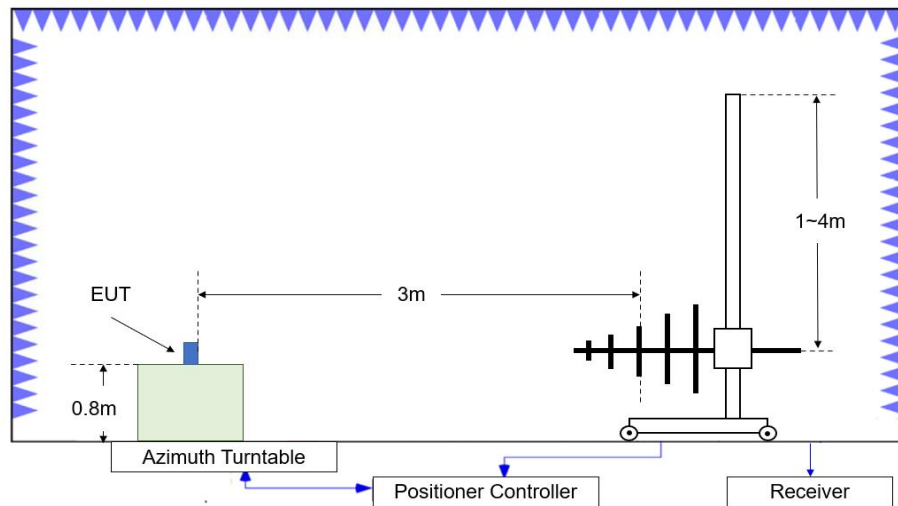 1~4m
EUT
3m
0.8m
Azimuth Turntable
Positioner Controller
Receiver